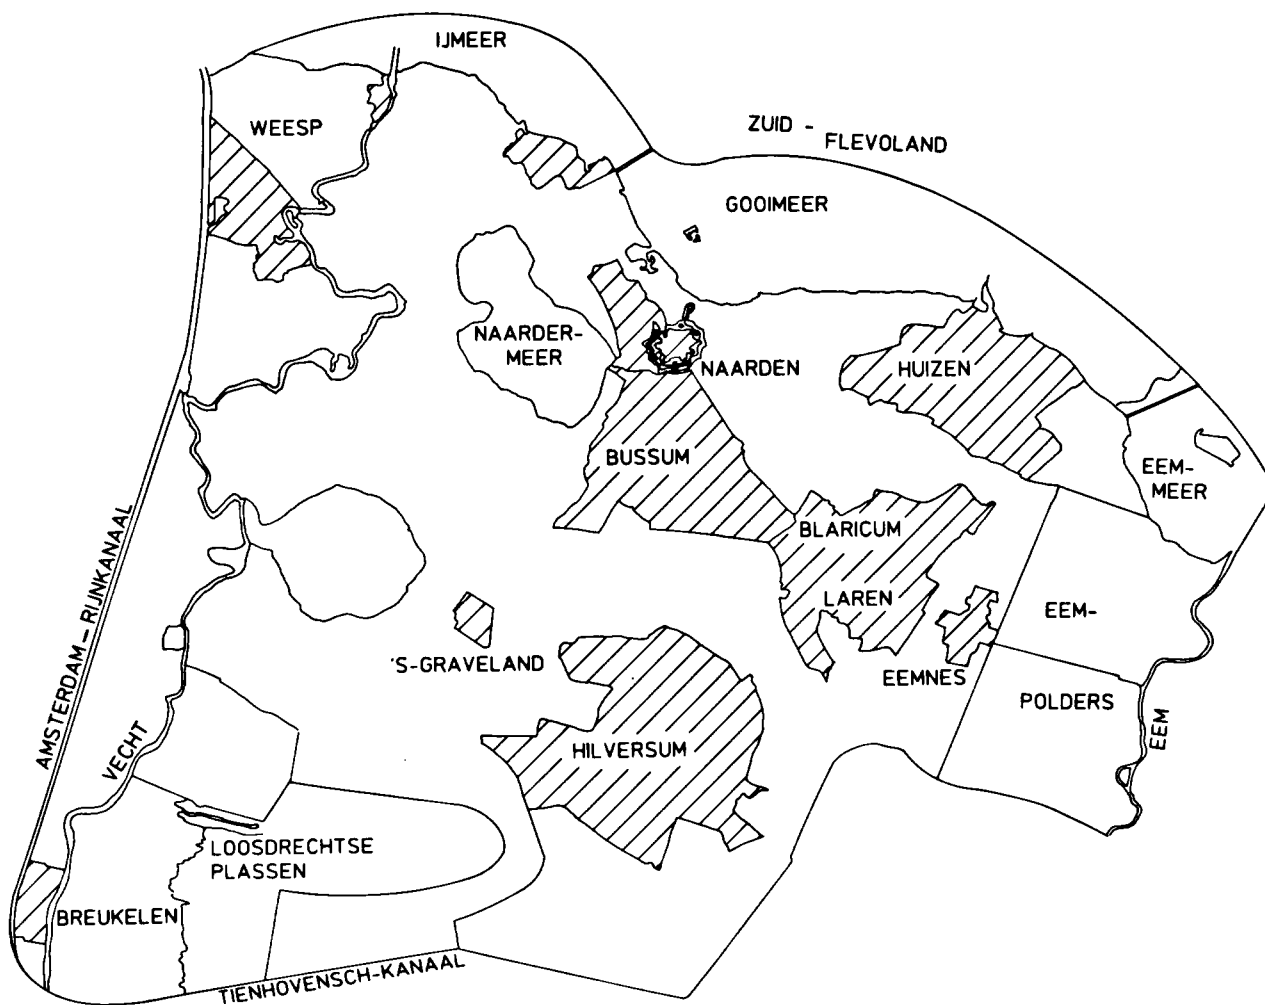 IJMEER
WEESP
ZUID -
FLEVOLAND
GOOIMEER
NAARDER-
MEER
NAARDEN
HUIZEN
BUSSUM
EEM-
MEER
BLARICUM
LAREN
EEM-
'S-GRAVELAND
EEMNES
POLDERS
EEM
HILVERSUM
AMSTERDAM-RIJNKANAAL
VECHT
LOOSDRECHTSE
PLASSEN
BREUKELEN
TIENHOVENSCH-KANAAL